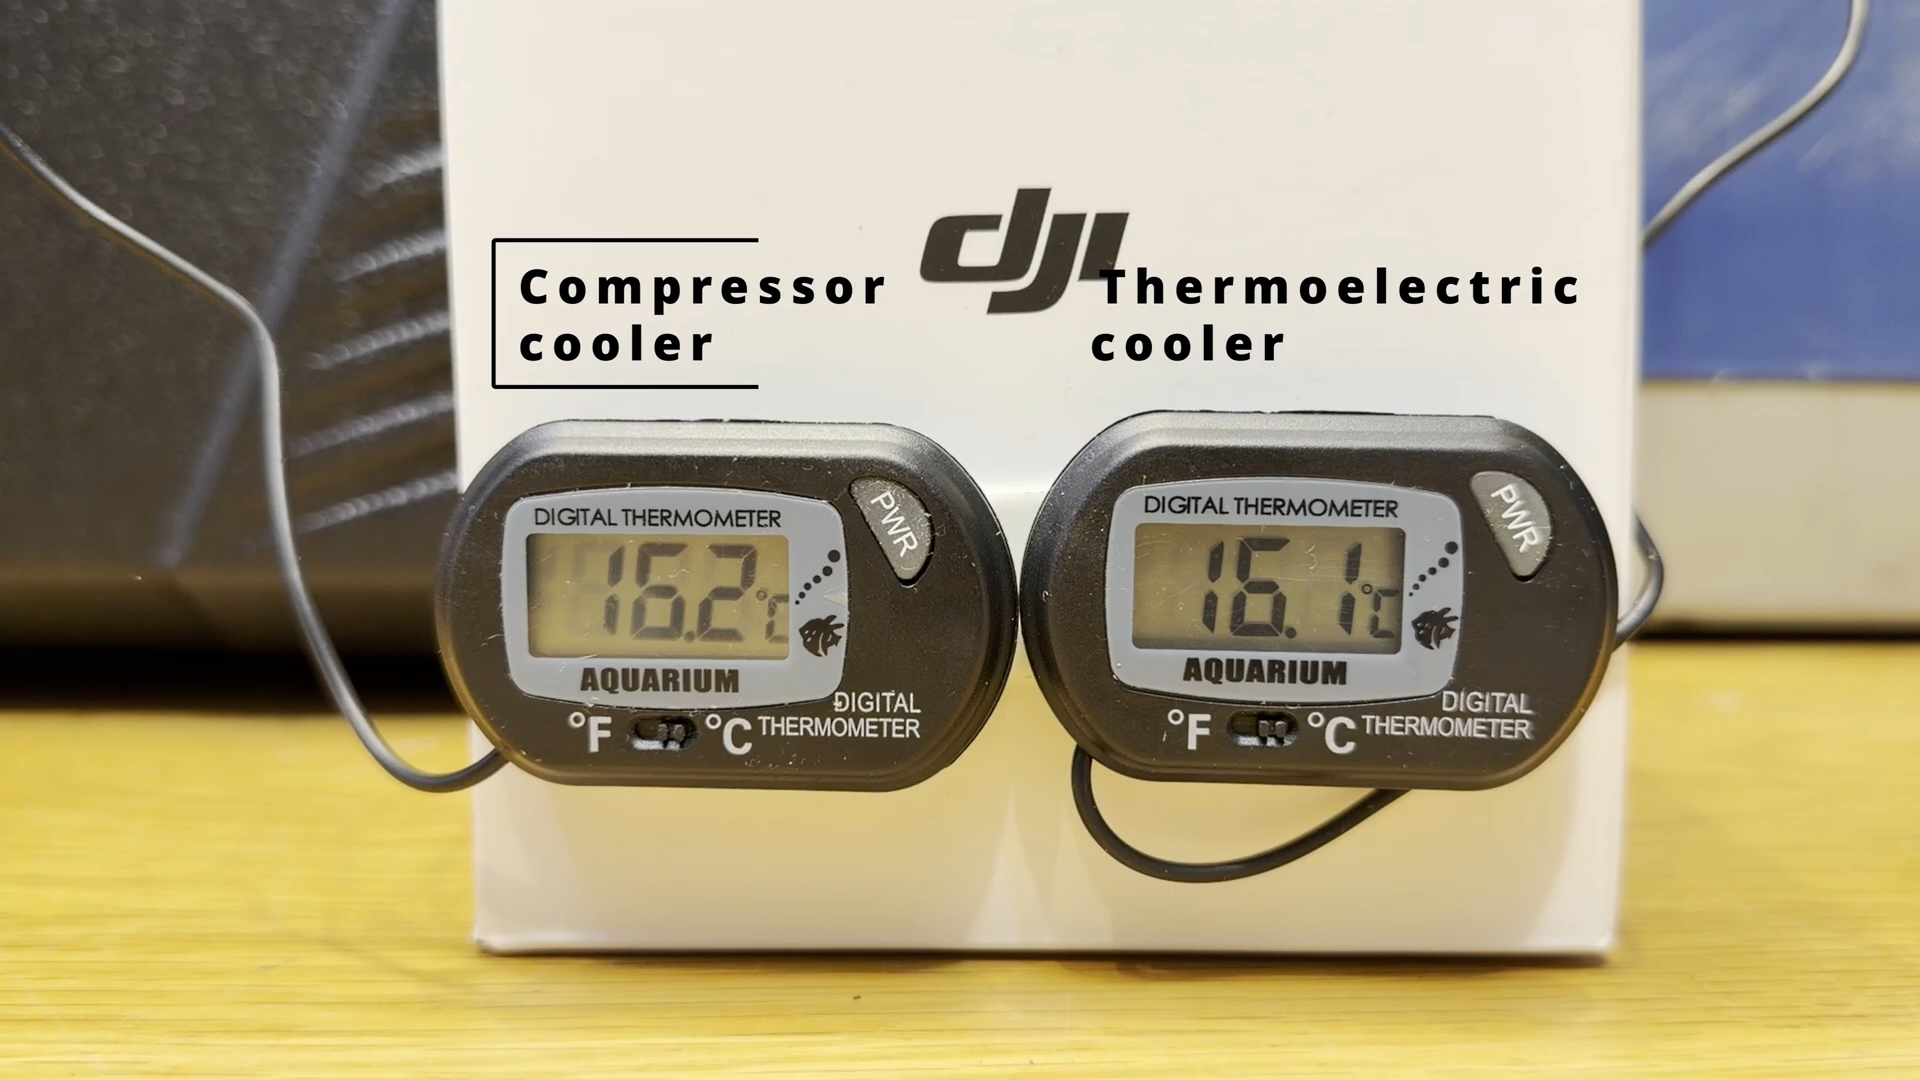 dji
Compressor
cooler
Thermoelectric
cooler
DIGITAL THERMOMETER
PWR
16.2°C
AQUARIUM
°F °C
DIGITAL
THERMOMETER
DIGITAL THERMOMETER
PWR
16.1°C
AQUARIUM
°F °C
DIGITAL
THERMOMETER